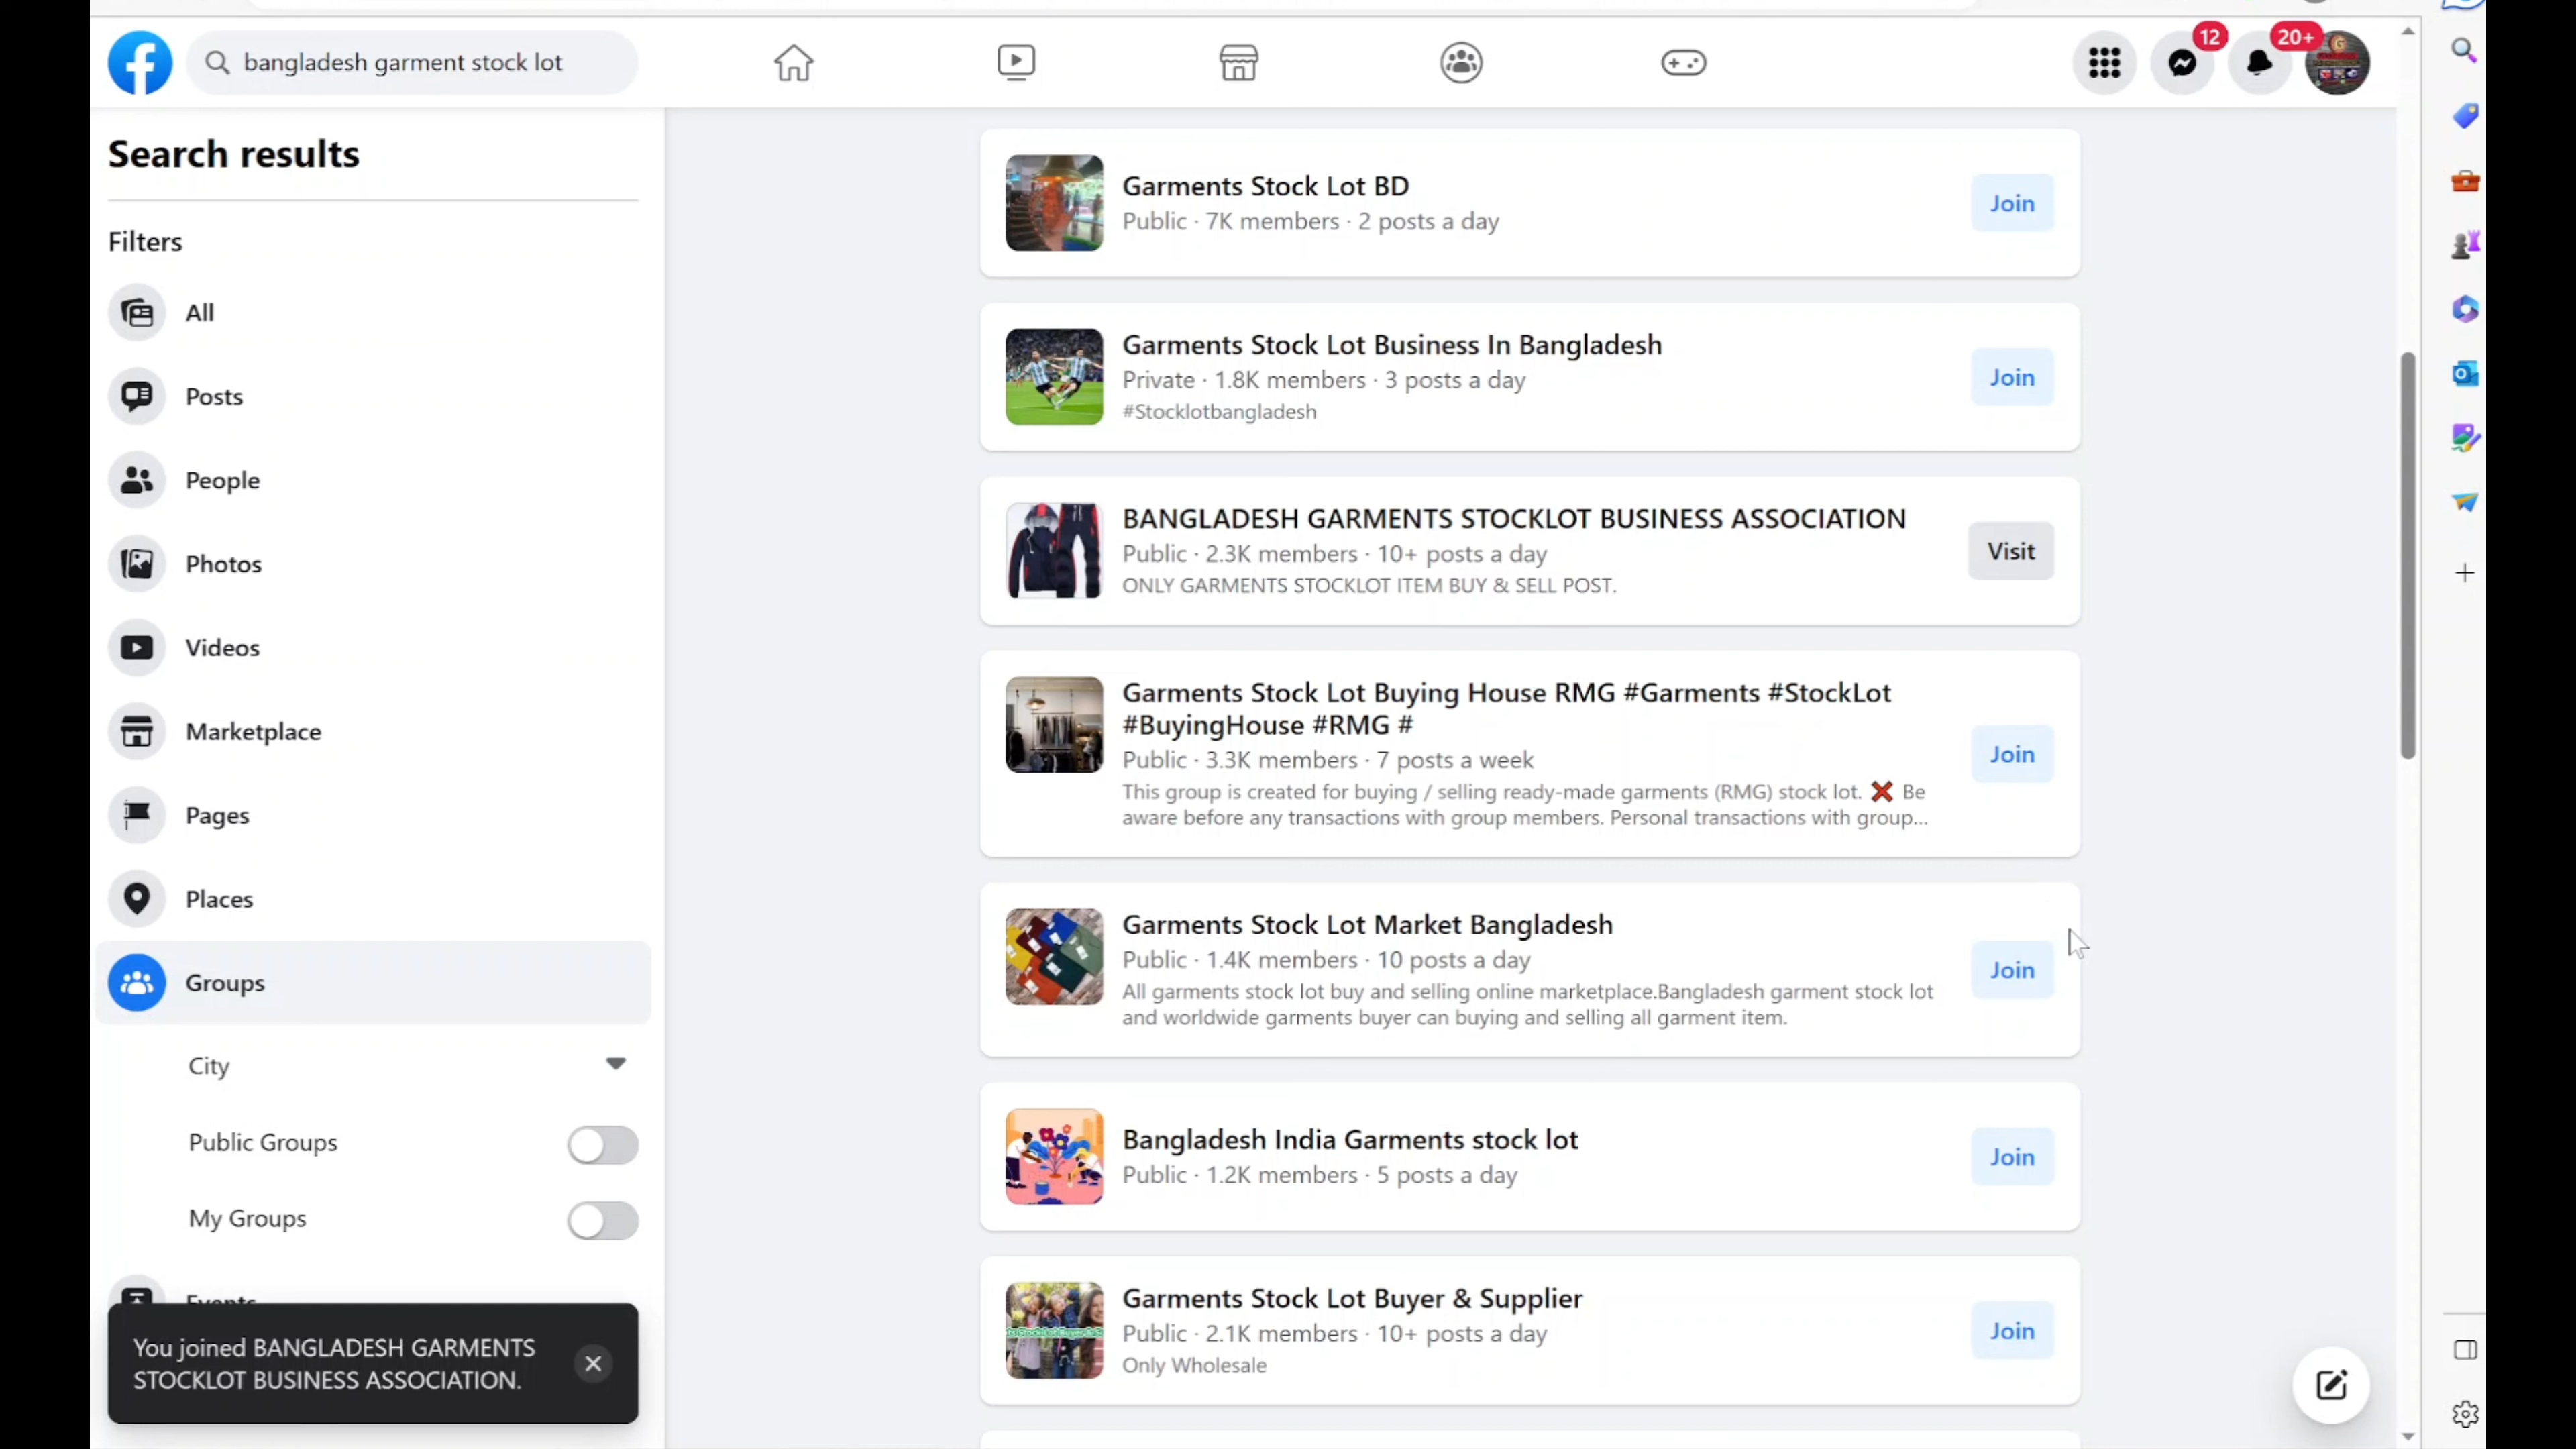 bangladesh garment stock lot
12
20+
Search results
Filters
All
Posts
People
Photos
Videos
Marketplace
Pages
Places
Groups
City
Public Groups
My Groups
Events
You joined BANGLADESH GARMENTS
STOCKLOT BUSINESS ASSOCIATION.
Garments Stock Lot BD
Public · 7K members · 2 posts a day
Join
Garments Stock Lot Business In Bangladesh
Private · 1.8K members · 3 posts a day
#Stocklotbangladesh
Join
BANGLADESH GARMENTS STOCKLOT BUSINESS ASSOCIATION
Public · 2.3K members · 10+ posts a day
ONLY GARMENTS STOCKLOT ITEM BUY & SELL POST.
Visit
Garments Stock Lot Buying House RMG #Garments #StockLot
#BuyingHouse #RMG #
Public · 3.3K members · 7 posts a week
This group is created for buying / selling ready-made garments (RMG) stock lot. ❌ Be
aware before any transactions with group members. Personal transactions with group...
Join
Garments Stock Lot Market Bangladesh
Public · 1.4K members · 10 posts a day
All garments stock lot buy and selling online marketplace.Bangladesh garment stock lot
and worldwide garments buyer can buying and selling all garment item.
Join
Bangladesh India Garments stock lot
Public · 1.2K members · 5 posts a day
Join
Garments Stock Lot Buyer & Supplier
Public · 2.1K members · 10+ posts a day
Only Wholesale
Join